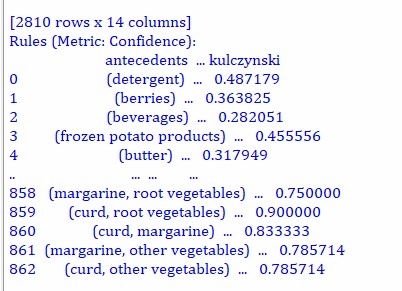 [2810 rows x 14 columns]
Rules (Metric: Confidence):
antecedents ... kulczynski
0 (detergent) ... 0.487179
1 (berries) ... 0.363825
2 (beverages) ... 0.282051
3 (frozen potato products) ... 0.455556
4 (butter) ... 0.317949
.. ... ... ...
858 (margarine, root vegetables) ... 0.750000
859 (curd, root vegetables) ... 0.900000
860 (curd, margarine) ... 0.833333
861 (margarine, other vegetables) ... 0.785714
862 (curd, other vegetables) ... 0.785714